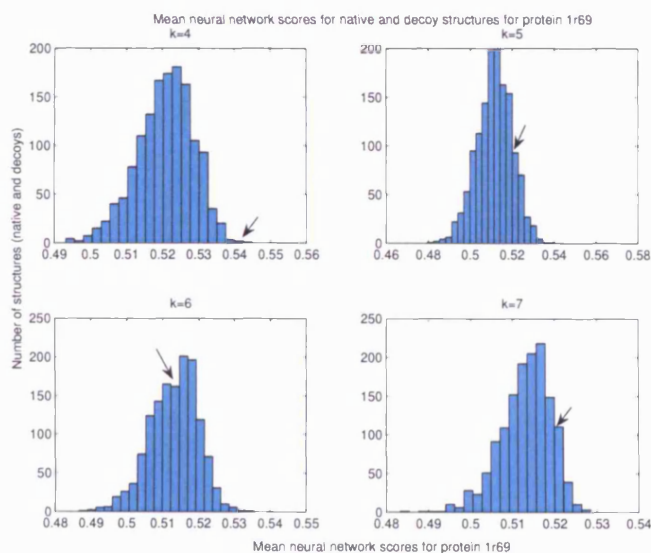 Mean neural network scores for native and decoy structures for protein 1r69
k=4
k=5
200
150
100
50
0
0.49 0.5 0.51 0.52 0.53 0.54 0.55 0.56
200
150
100
50
0
0.46 0.48 0.5 0.52 0.54 0.56 0.58
Number of structures (native and decoys)
k=6
k=7
250
200
150
100
50
0
0.48 0.49 0.5 0.51 0.52 0.53 0.54 0.55
250
200
150
100
50
0
0.48 0.49 0.5 0.51 0.52 0.53 0.54
Mean neural network scores for protein 1r69